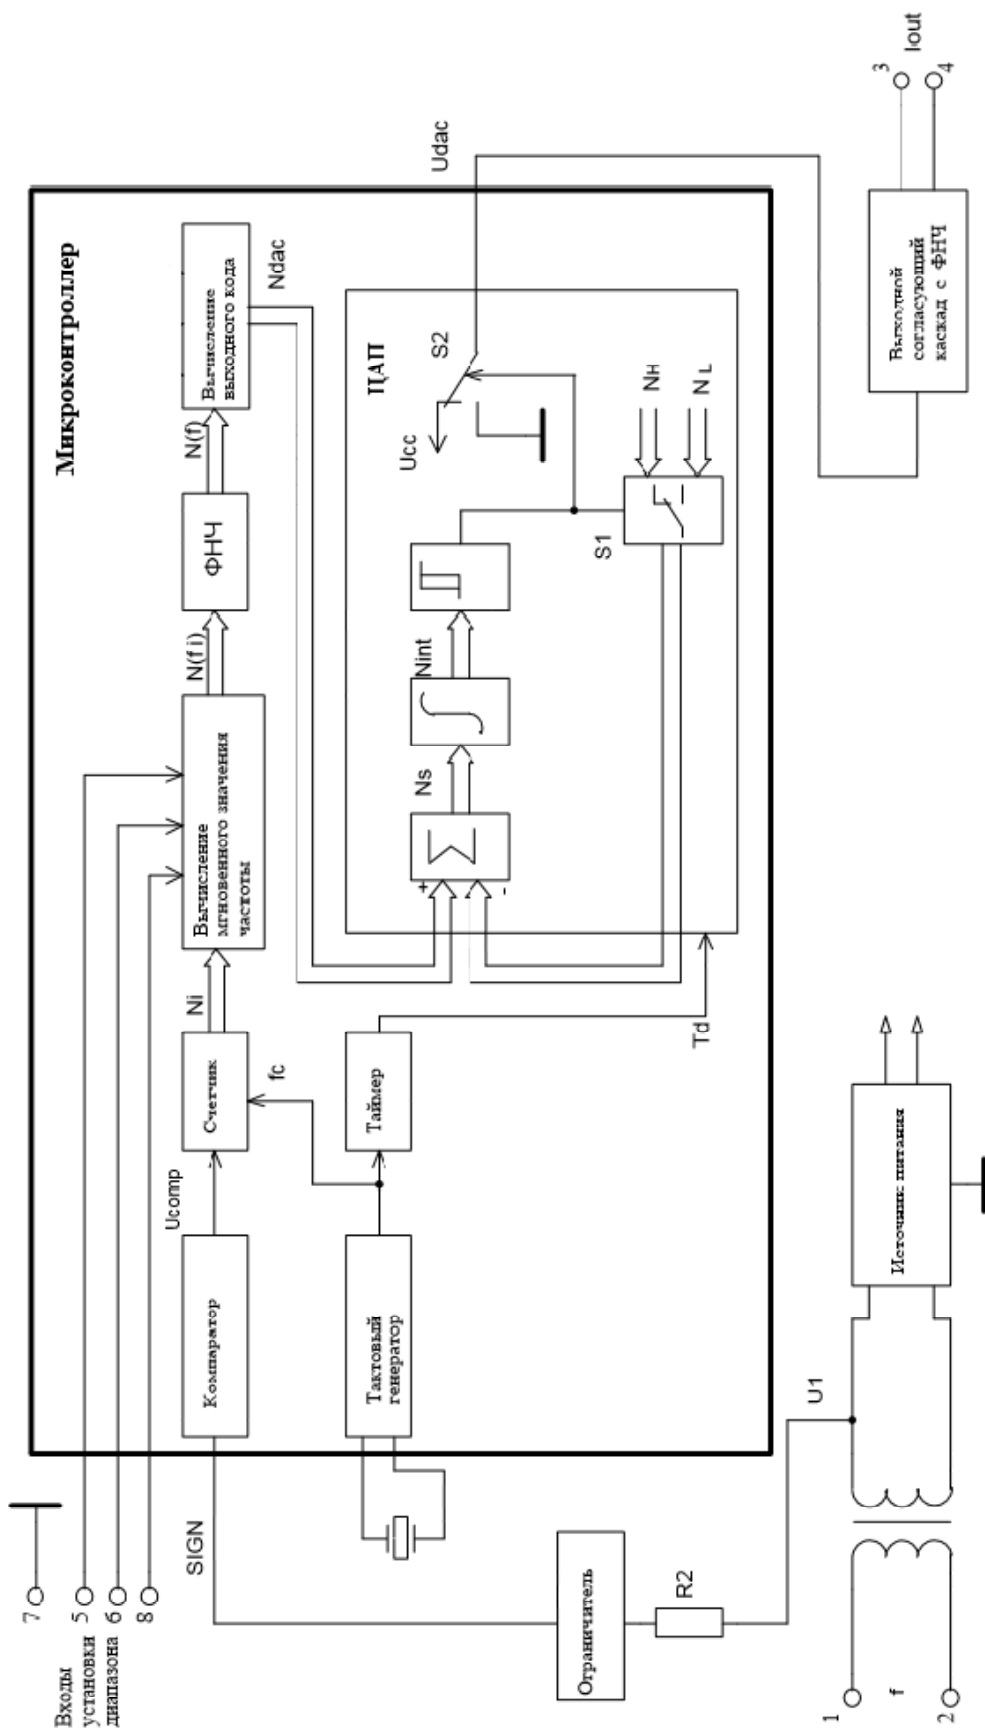 Микроконтроллер
7
5
6
8
Входы
установки
диапазона
SIGN
Компаратор
Ucomp
Счетчик
Ni
Вычисление
мгновенного значения
частоты
N(f i)
ФНЧ
N(f)
Вычисление
выходного кода
Ndac
Тактовый
генератор
fc
Таймер
Td
ЦАП
+
-
Σ
Ns
∫
Nint
Ucc
S2
S1
NH
NL
Udac
Ограничитель
R2
U1
1
f
2
Источник питания
Выходной
согласующий
каскад с ФНЧ
3
Iout
4